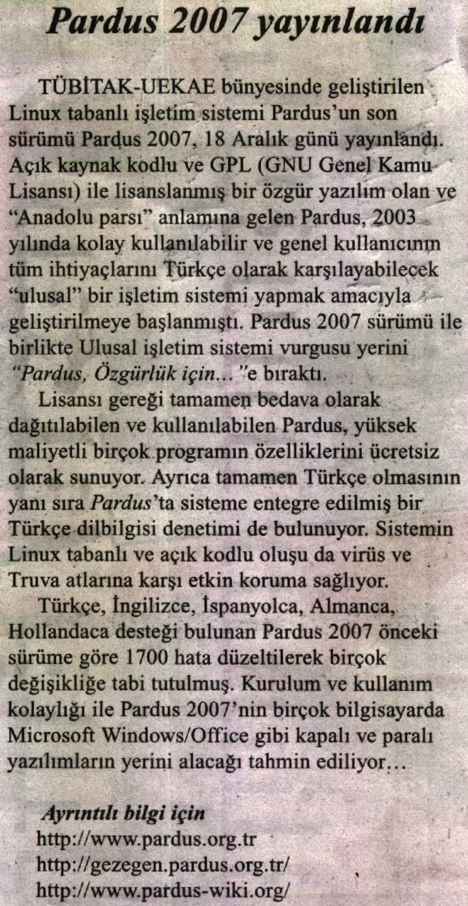 Pardus 2007 yayınlandı
TÜBİTAK-UEKAE bünyesinde geliştirilen
Linux tabanlı işletim sistemi Pardus’un son
sürümü Pardus 2007, 18 Aralık günü yayınlandı.
Açık kaynak kodlu ve GPL (GNU Genel Kamu
Lisansı) ile lisanslanmış bir özgür yazılım olan ve
“Anadolu parsı” anlamına gelen Pardus, 2003
yılında kolay kullanılabilir ve genel kullanıcının
tüm ihtiyaçlarını Türkçe olarak karşılayabilecek
“ulusal” bir işletim sistemi yapmak amacıyla
geliştirilmeye başlanmıştı. Pardus 2007 sürümü ile
birlikte Ulusal işletim sistemi vurgusu yerini
“Pardus, Özgürlük için... ”e bıraktı.
Lisansı gereği tamamen bedava olarak
dağıtılabilen ve kullanılabilen Pardus, yüksek
maliyetli birçok programın özelliklerini ücretsiz
olarak sunuyor. Ayrıca tamamen Türkçe olmasının
yanı sıra Pardus’ta sisteme entegre edilmiş bir
Türkçe dilbilgisi denetimi de bulunuyor. Sistemin
Linux tabanlı ve açık kodlu oluşu da virüs ve
Truva atlarına karşı etkin koruma sağlıyor.
Türkçe, İngilizce, İspanyolca, Almanca,
Hollandaca desteği bulunan Pardus 2007 önceki
sürüme göre 1700 hata düzeltilerek birçok
değişikliğe tabi tutulmuş. Kurulum ve kullanım
kolaylığı ile Pardus 2007’nin birçok bilgisayarda
Microsoft Windows/Office gibi kapalı ve paralı
yazılımların yerini alacağı tahmin ediliyor...
Ayrıntılı bilgi için
http://www.pardus.org.tr
http://gezegen.pardus.org.tr/
http://www.pardus-wiki.org/